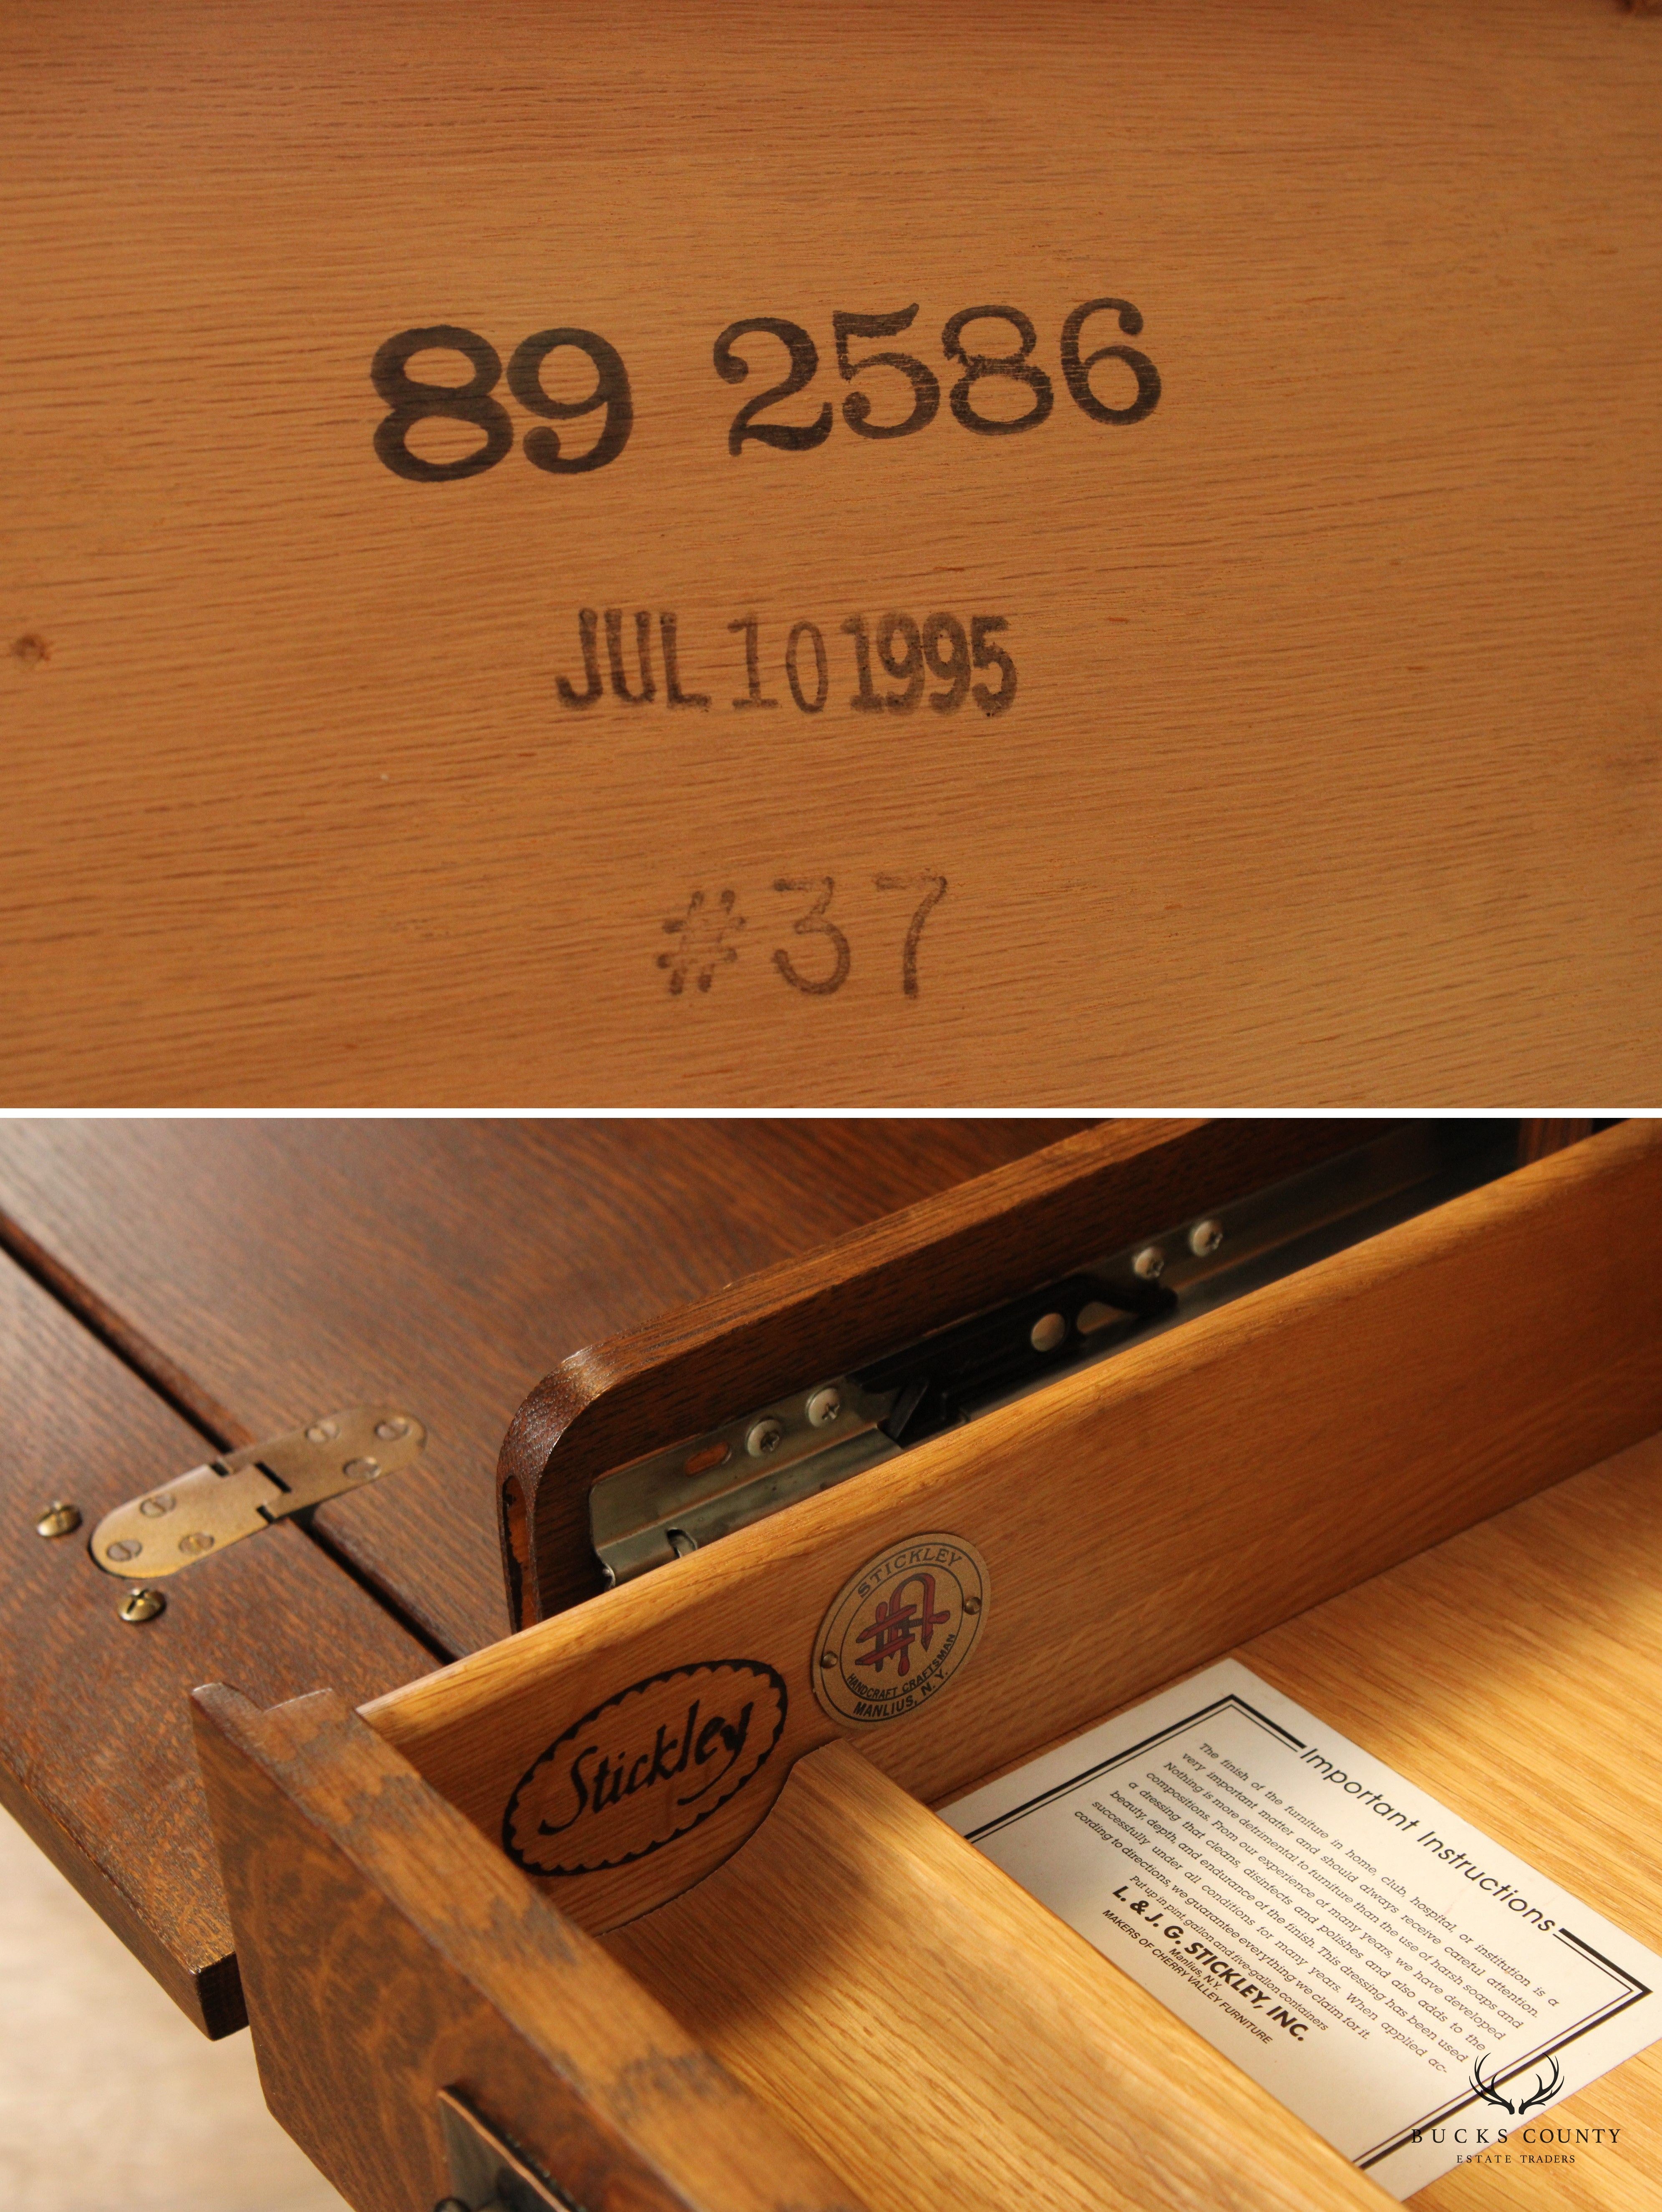 89 2586
JUL 10 1995
#37
Stickley
STICKLEY
HANDCRAFT CRAFTSMAN
MANLIUS, N.Y.
Important Instructions
The finish of the furniture in home, club, hospital, or institution is a
very important matter and should always receive careful attention.
Nothing is more detrimental to furniture than the use of harsh soaps and
compositions. From our experience of many years, we have developed
a dressing that cleans, disinfects and polishes and also adds to the
beauty, depth, and endurance of the finish. This dressing has been used
successfully under all conditions for many years. When applied ac-
cording to directions, we guarantee everything we claim for it.
Put up in pint, gallon and five-gallon containers
L. & J. G. STICKLEY, INC.
Manlius, N.Y.
MAKERS OF CHERRY VALLEY FURNITURE
BUCKS COUNTY
ESTATE TRADERS